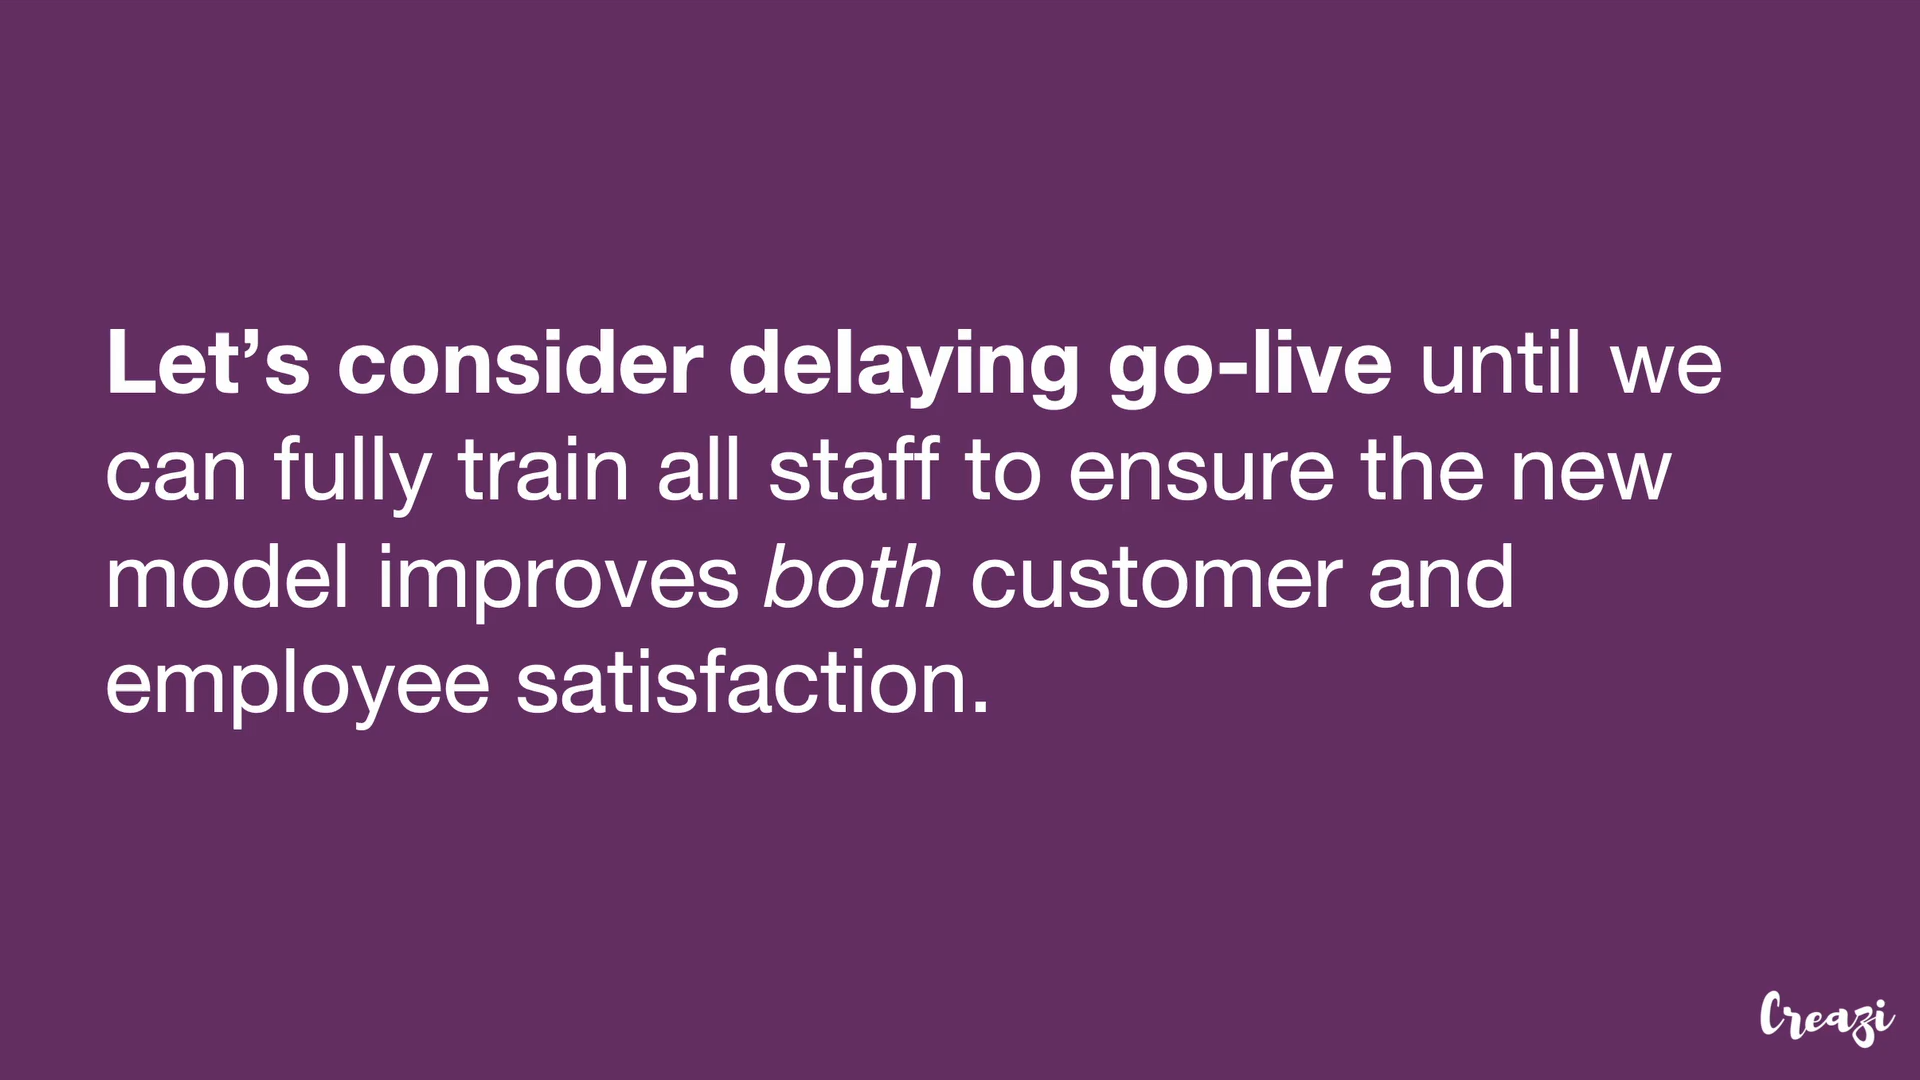 Let’s consider delaying go-live until we
can fully train all staff to ensure the new
model improves both customer and
employee satisfaction.
Creazi